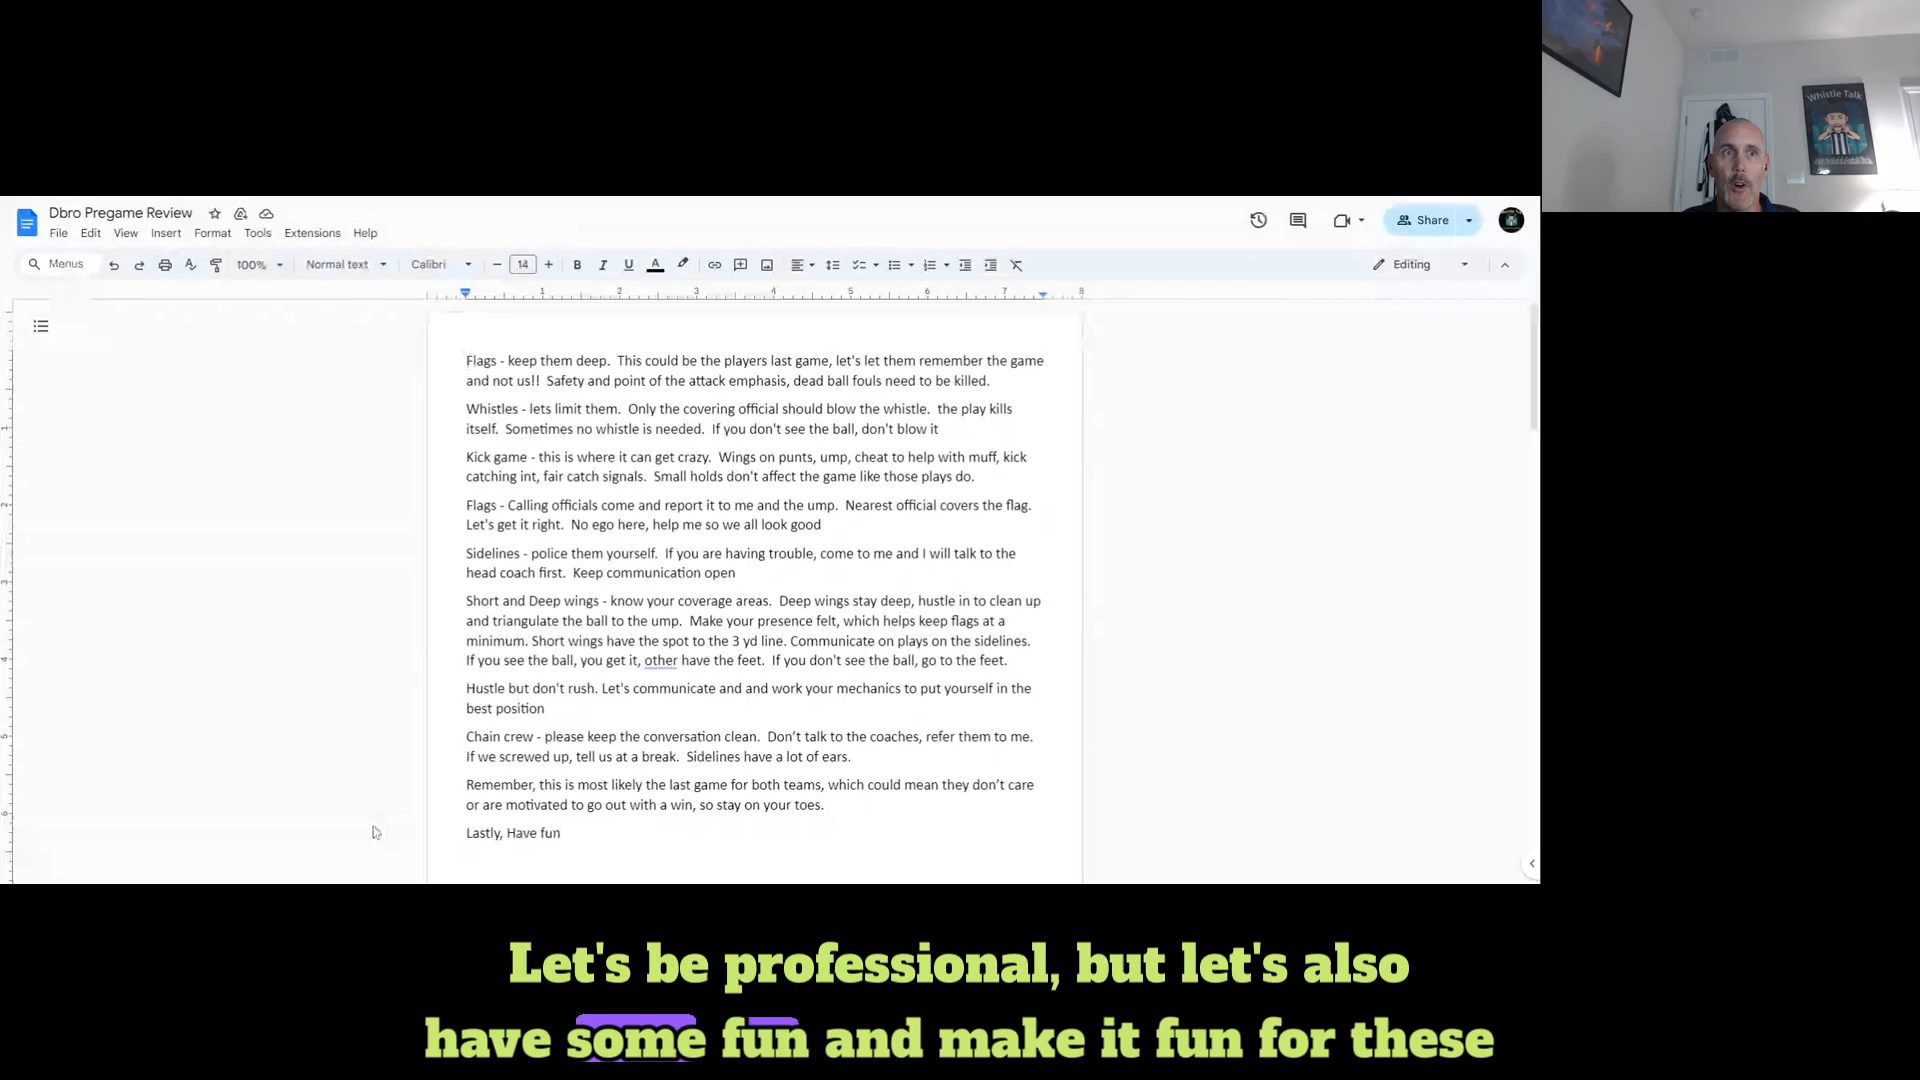 Whistle Talk
Dbro Pregame Review
File Edit View Insert Format Tools Extensions Help
Share
Menus 100% Normal text Calibri 14 Editing
1 2 3 4 5 6 7 8
Flags - keep them deep.  This could be the players last game, let's let them remember the game
and not us!!  Safety and point of the attack emphasis, dead ball fouls need to be killed.
Whistles - lets limit them.  Only the covering official should blow the whistle.  the play kills
itself.  Sometimes no whistle is needed.  If you don't see the ball, don't blow it
Kick game - this is where it can get crazy.  Wings on punts, ump, cheat to help with muff, kick
catching int, fair catch signals.  Small holds don't affect the game like those plays do.
Flags - Calling officials come and report it to me and the ump.  Nearest official covers the flag.
Let's get it right.  No ego here, help me so we all look good
Sidelines - police them yourself.  If you are having trouble, come to me and I will talk to the
head coach first.  Keep communication open
Short and Deep wings - know your coverage areas.  Deep wings stay deep, hustle in to clean up
and triangulate the ball to the ump.  Make your presence felt, which helps keep flags at a
minimum. Short wings have the spot to the 3 yd line. Communicate on plays on the sidelines.
If you see the ball, you get it, other have the feet.  If you don't see the ball, go to the feet.
Hustle but don't rush. Let's communicate and and work your mechanics to put yourself in the
best position
Chain crew - please keep the conversation clean.  Don’t talk to the coaches, refer them to me.
If we screwed up, tell us at a break.  Sidelines have a lot of ears.
Remember, this is most likely the last game for both teams, which could mean they don’t care
or are motivated to go out with a win, so stay on your toes.
Lastly, Have fun
Let's be professional, but let's also
have some fun and make it fun for these